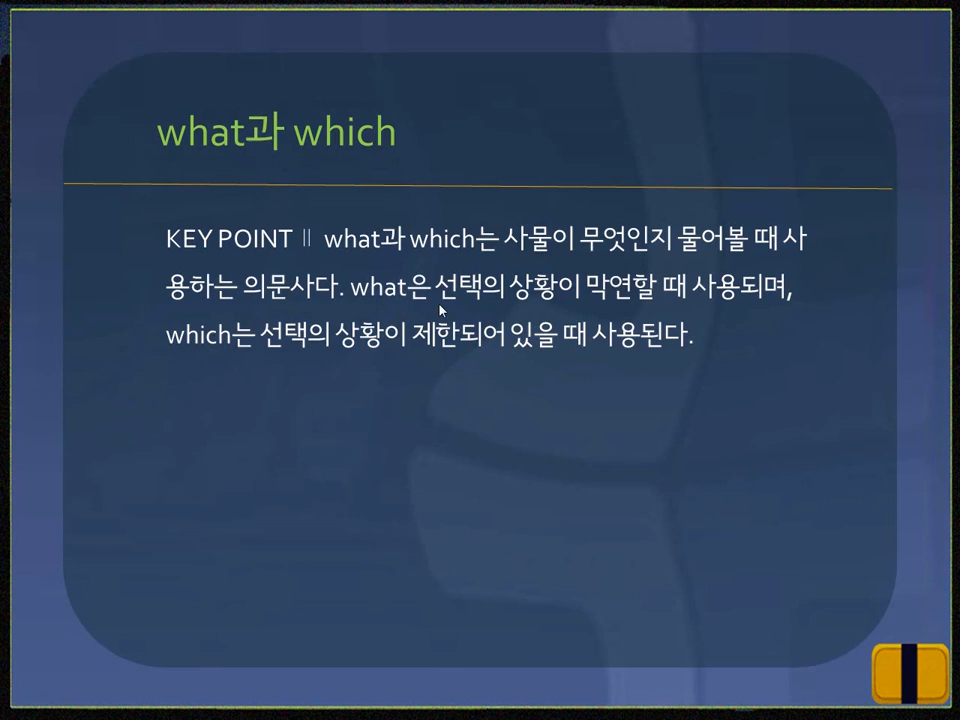 what과 which
KEY POINT║ what과 which는 사물이 무엇인지 물어볼 때 사
용하는 의문사다. what은 선택의 상황이 막연할 때 사용되며,
which는 선택의 상황이 제한되어 있을 때 사용된다.